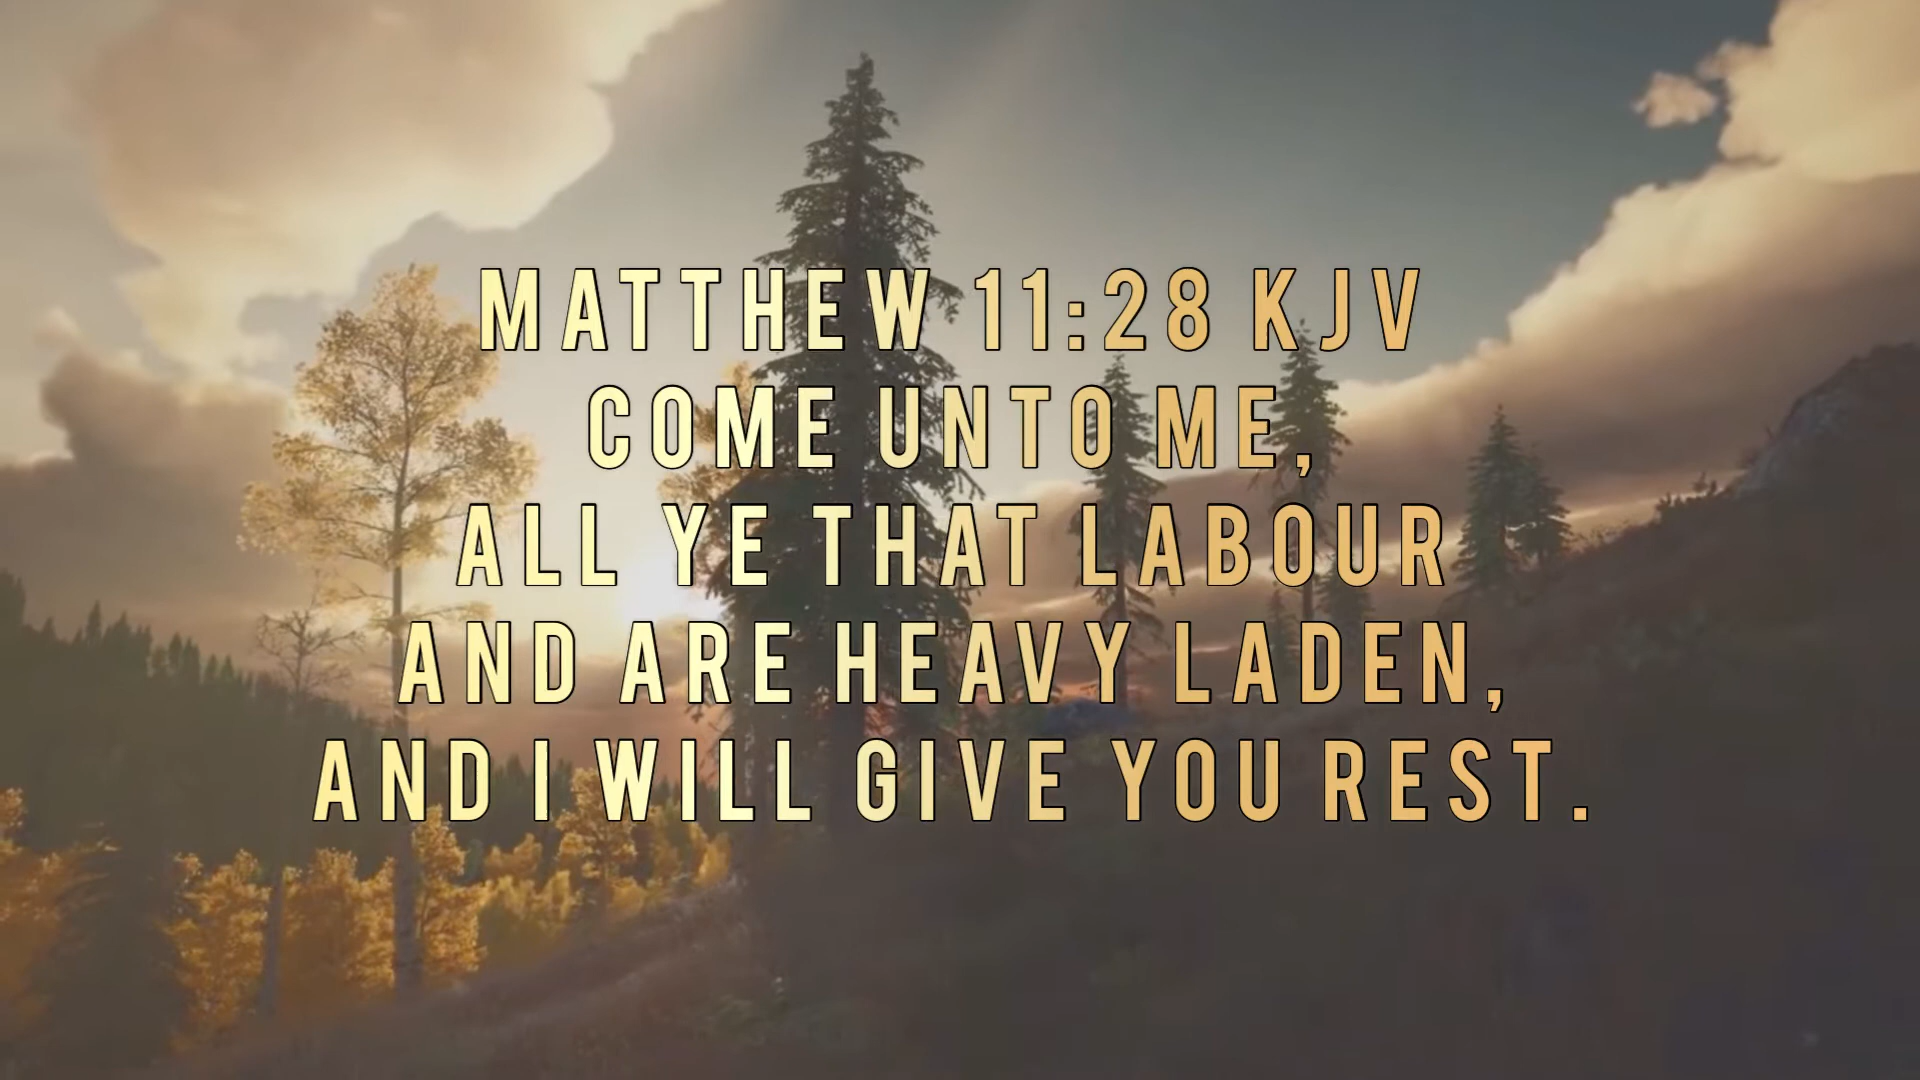 MATTHEW 11:28 KJV
COME UNTO ME,
ALL YE THAT LABOUR
AND ARE HEAVY LADEN,
AND I WILL GIVE YOU REST.